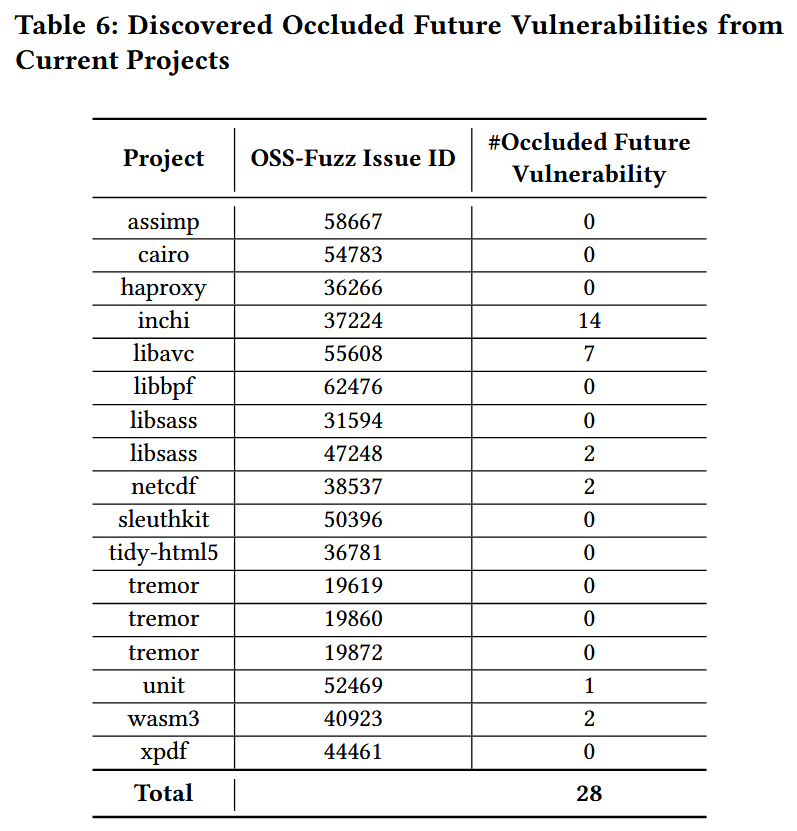 Table 6: Discovered Occluded Future Vulnerabilities from
Current Projects
Project OSS-Fuzz Issue ID #Occluded Future
Vulnerability
assimp 58667 0
cairo 54783 0
haproxy 36266 0
inchi 37224 14
libavc 55608 7
libbpf 62476 0
libsass 31594 0
libsass 47248 2
netcdf 38537 2
sleuthkit 50396 0
tidy-html5 36781 0
tremor 19619 0
tremor 19860 0
tremor 19872 0
unit 52469 1
wasm3 40923 2
xpdf 44461 0
Total 28